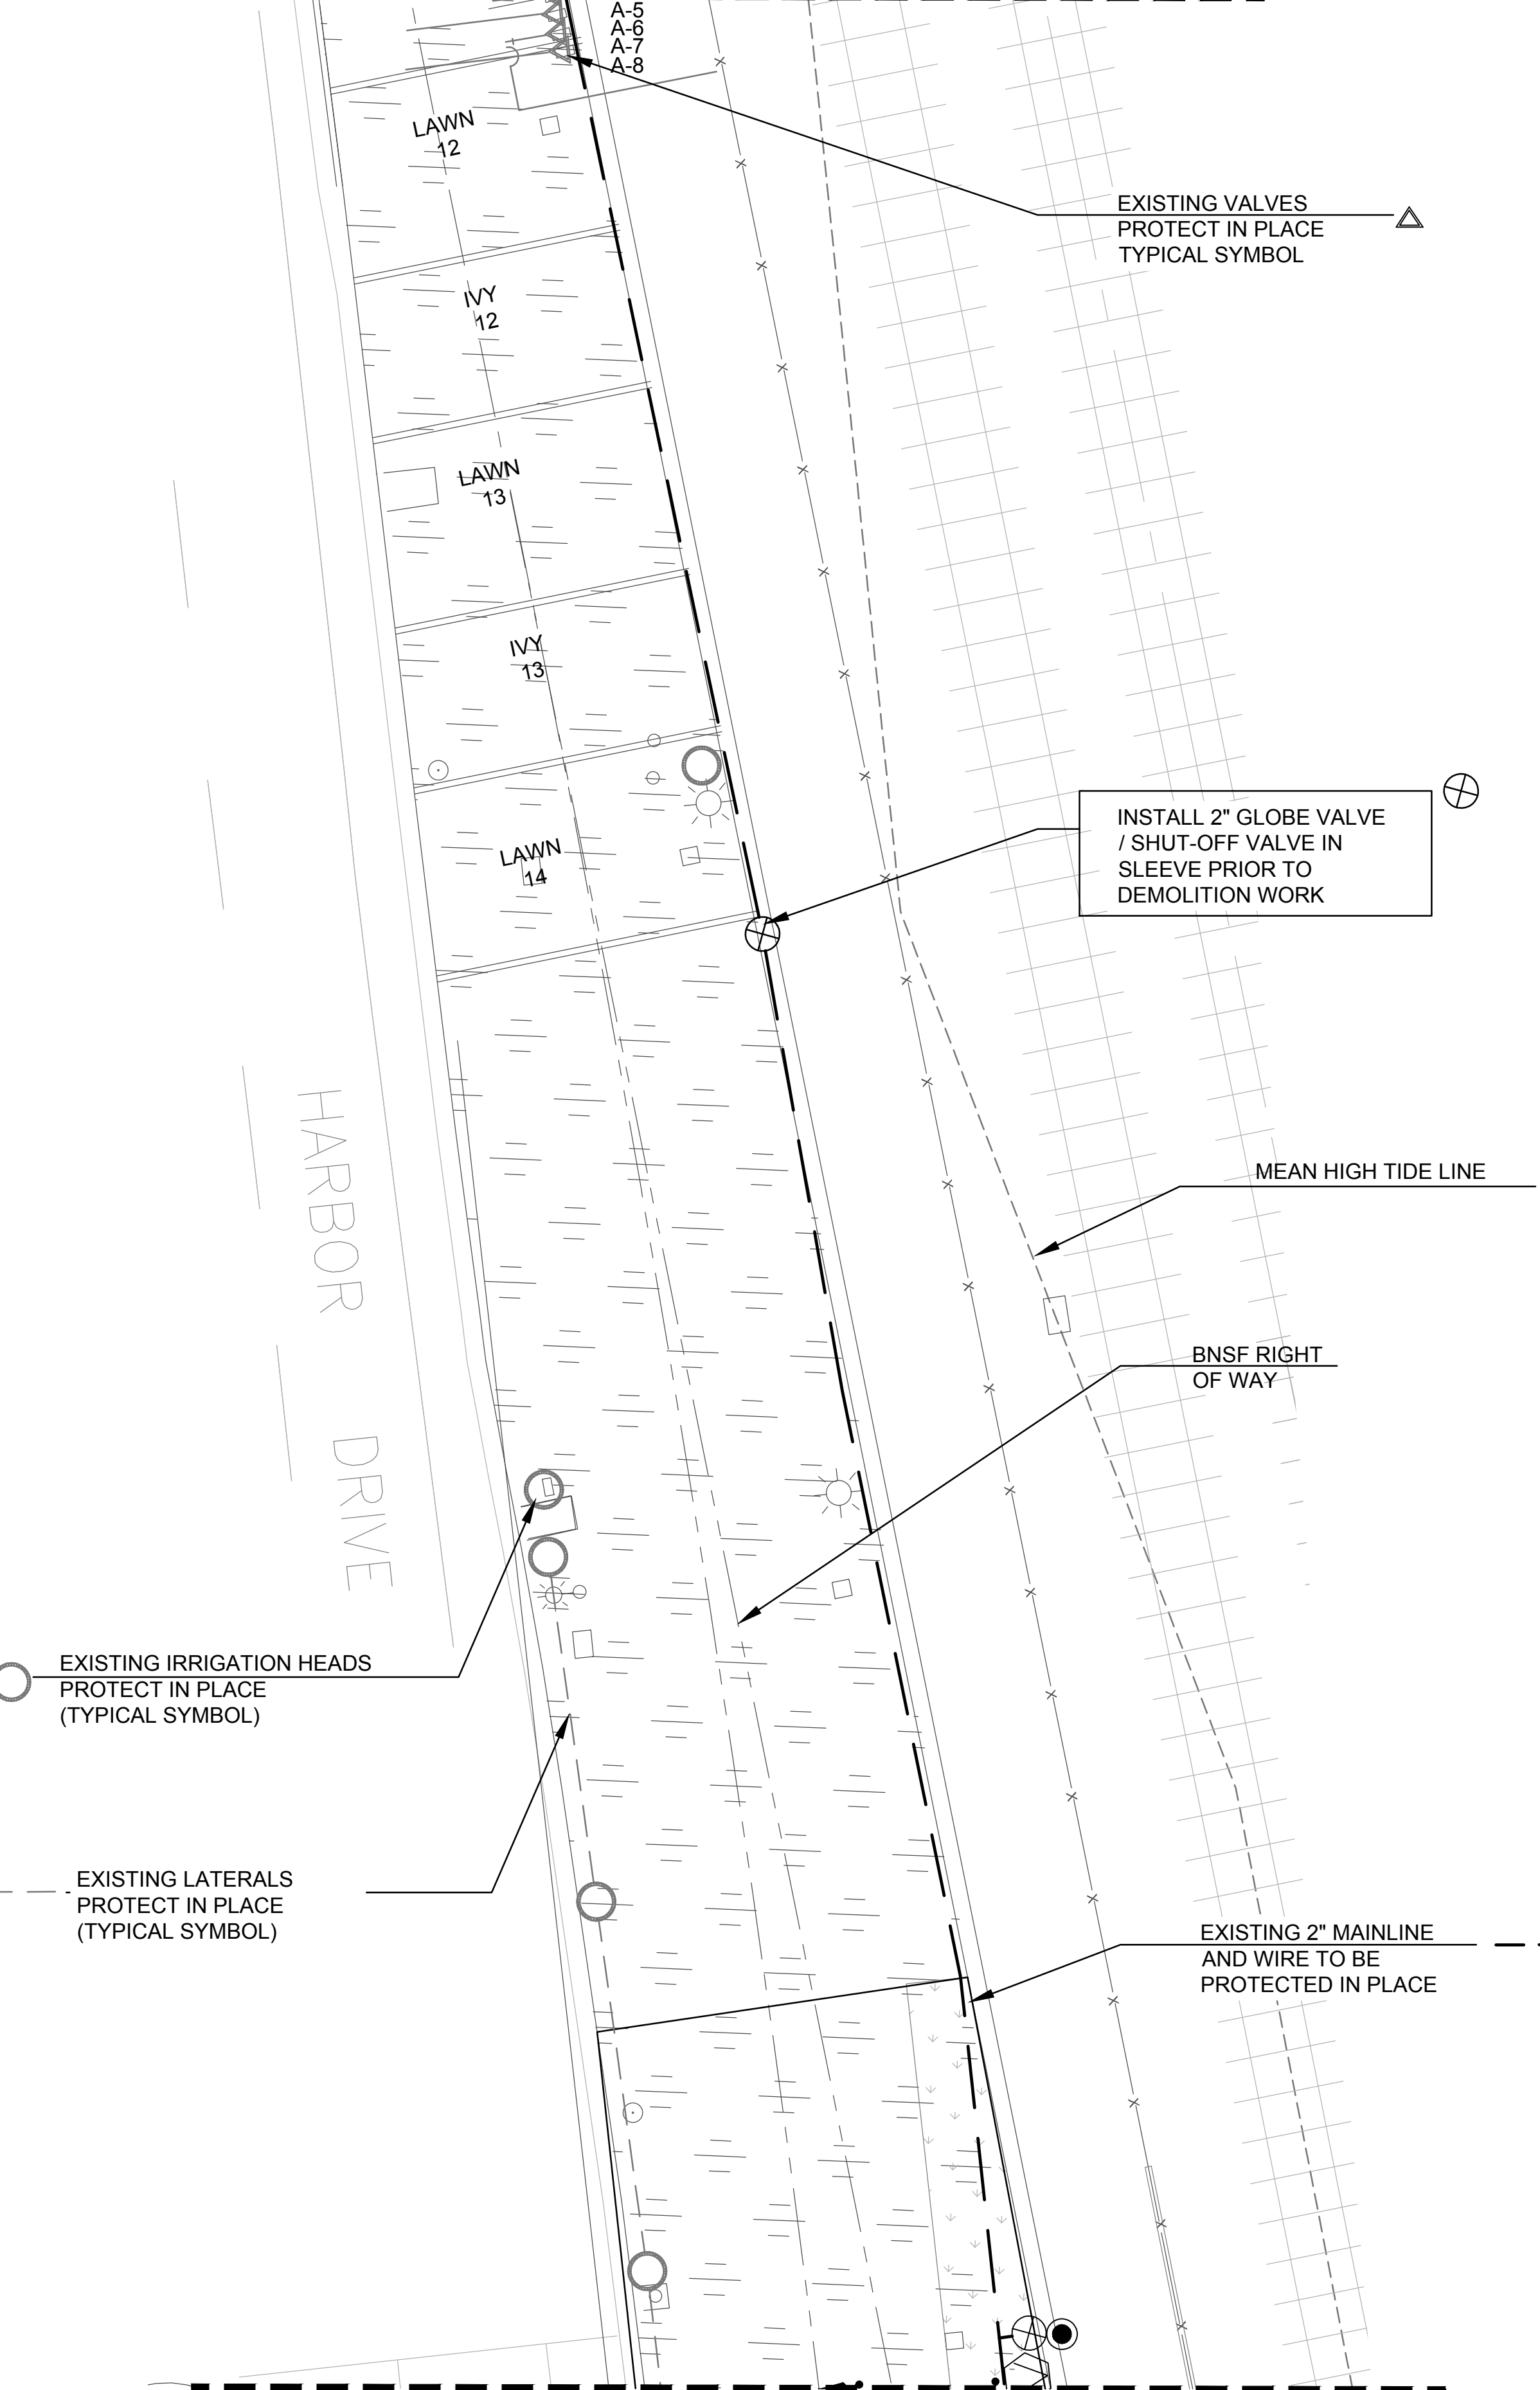 A-5
A-6
A-7
A-8
LAWN
12
EXISTING VALVES
PROTECT IN PLACE
TYPICAL SYMBOL
IVY
12
LAWN
13
IVY
13
INSTALL 2" GLOBE VALVE
/ SHUT-OFF VALVE IN
SLEEVE PRIOR TO
DEMOLITION WORK
LAWN
14
HARBOR DRIVE
MEAN HIGH TIDE LINE
BNSF RIGHT
OF WAY
EXISTING IRRIGATION HEADS
PROTECT IN PLACE
(TYPICAL SYMBOL)
EXISTING LATERALS
PROTECT IN PLACE
(TYPICAL SYMBOL)
EXISTING 2" MAINLINE
AND WIRE TO BE
PROTECTED IN PLACE